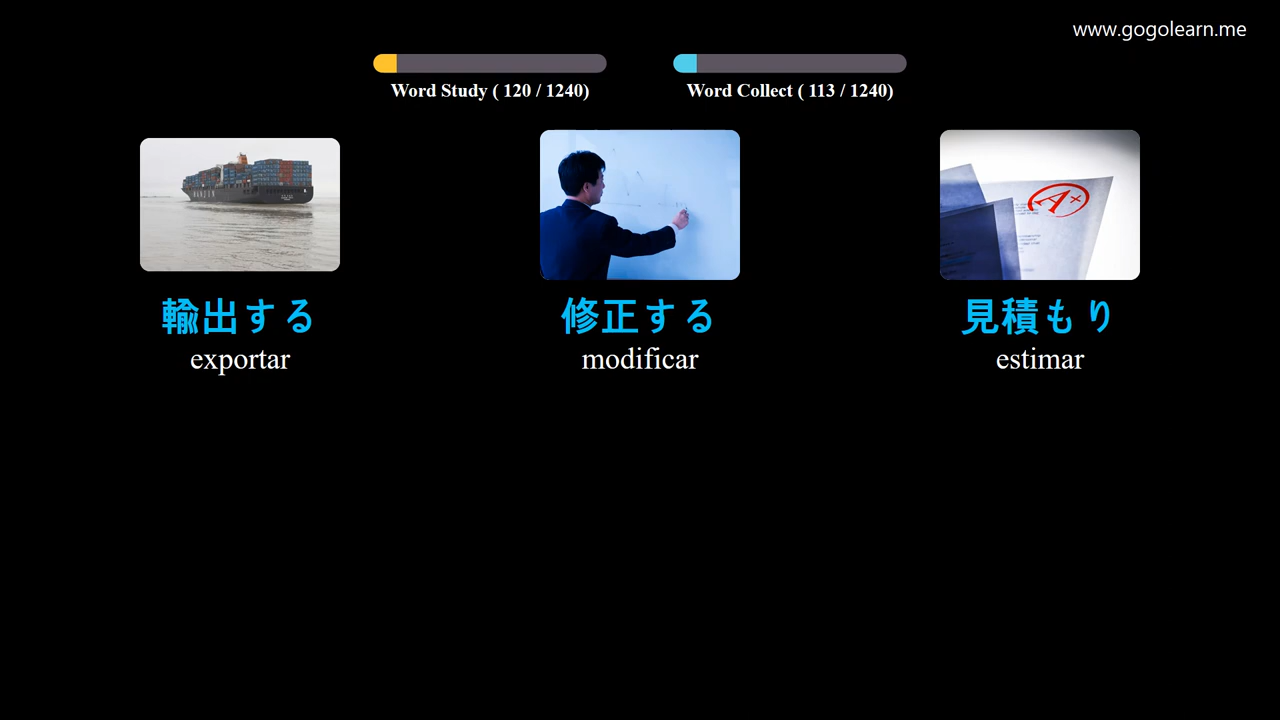 www.gogolearn.me
Word Study ( 120 / 1240)
Word Collect ( 113 / 1240)
A+
輸出する
修正する
見積もり
exportar
modificar
estimar